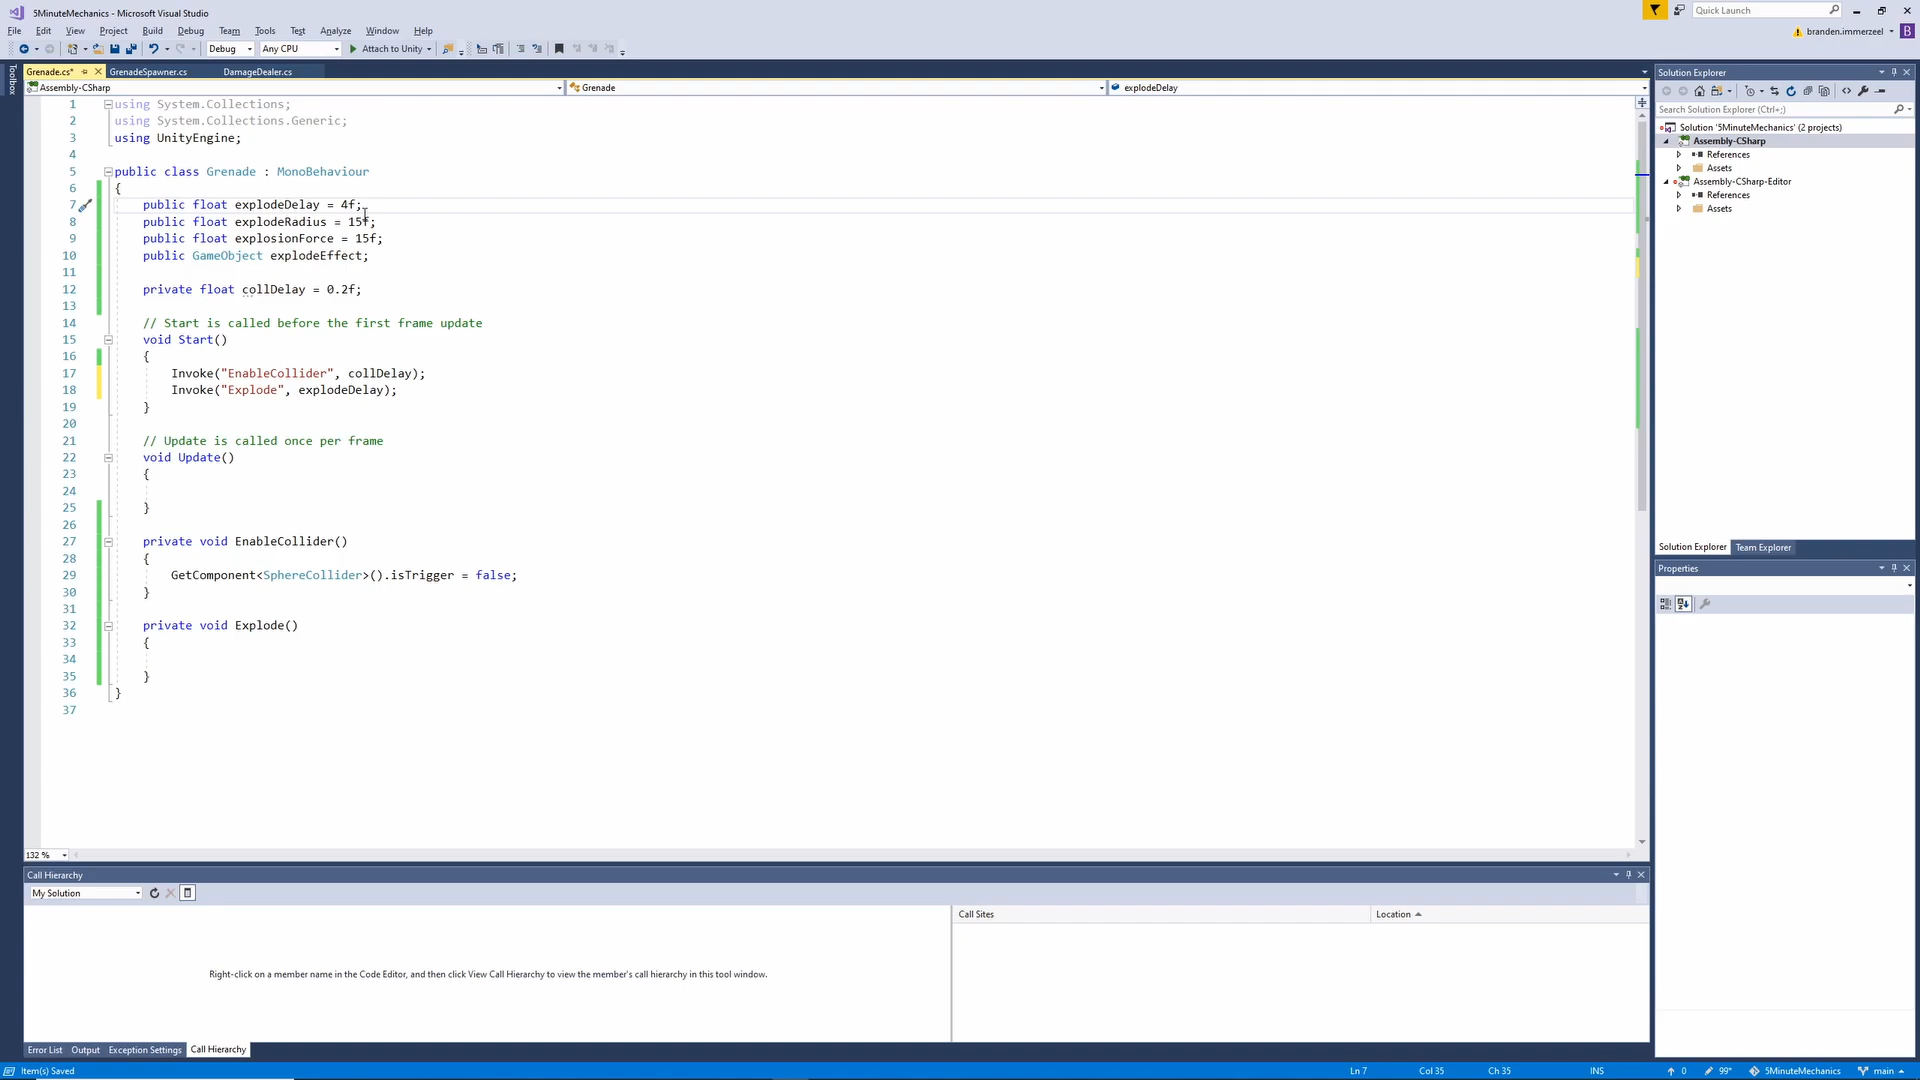 5MinuteMechanics - Microsoft Visual Studio
Quick Launch
File Edit View Project Build Debug Team Tools Test Analyze Window Help
branden.immerzeel
B
Debug Any CPU Attach to Unity
Toolbox
Grenade.cs* GrenadeSpawner.cs DamageDealer.cs
Assembly-CSharp Grenade explodeDelay
1 using System.Collections;
2 using System.Collections.Generic;
3 using UnityEngine;
4
5 public class Grenade : MonoBehaviour
6 {
7 public float explodeDelay = 4f;
8 public float explodeRadius = 15f;
9 public float explosionForce = 15f;
10 public GameObject explodeEffect;
11
12 private float collDelay = 0.2f;
13
14 // Start is called before the first frame update
15 void Start()
16 {
17 Invoke("EnableCollider", collDelay);
18 Invoke("Explode", explodeDelay);
19 }
20
21 // Update is called once per frame
22 void Update()
23 {
24
25 }
26
27 private void EnableCollider()
28 {
29 GetComponent<SphereCollider>().isTrigger = false;
30 }
31
32 private void Explode()
33 {
34
35 }
36 }
37
132 %
Solution Explorer
Search Solution Explorer (Ctrl+;)
Solution '5MinuteMechanics' (2 projects)
Assembly-CSharp
References
Assets
Assembly-CSharp-Editor
References
Assets
Solution Explorer Team Explorer
Properties
Call Hierarchy
My Solution
Call Sites Location
Right-click on a member name in the Code Editor, and then click View Call Hierarchy to view the member's call hierarchy in this tool window.
Error List Output Exception Settings Call Hierarchy
Item(s) Saved Ln 7 Col 35 Ch 35 INS 0 99* 5MinuteMechanics main